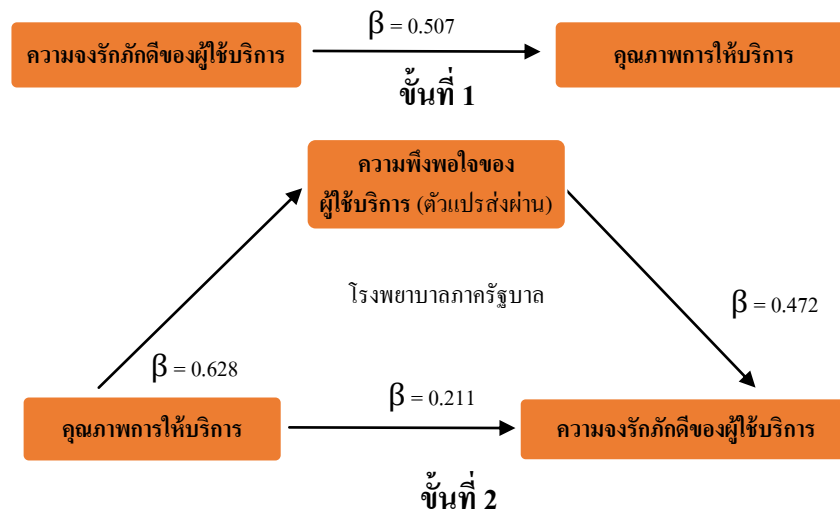 β = 0.507
ความจงรักภักดีของผู้ใช้บริการ
คุณภาพการให้บริการ
ขั้นที่ 1
ความพึงพอใจของ
ผู้ใช้บริการ (ตัวแปรส่งผ่าน)
โรงพยาบาลภาครัฐบาล
β = 0.472
β = 0.628
β = 0.211
คุณภาพการให้บริการ
ความจงรักภักดีของผู้ใช้บริการ
ขั้นที่ 2